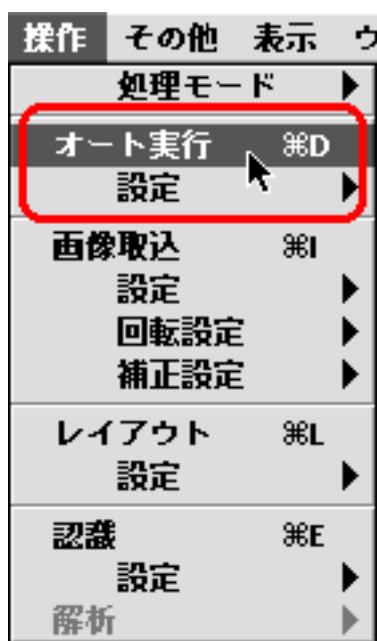 操作 その他 表示 ウ
処理モード
オート実行 ⌘D
設定
画像取込 ⌘I
設定
回転設定
補正設定
レイアウト ⌘L
設定
認識 ⌘E
設定
解析